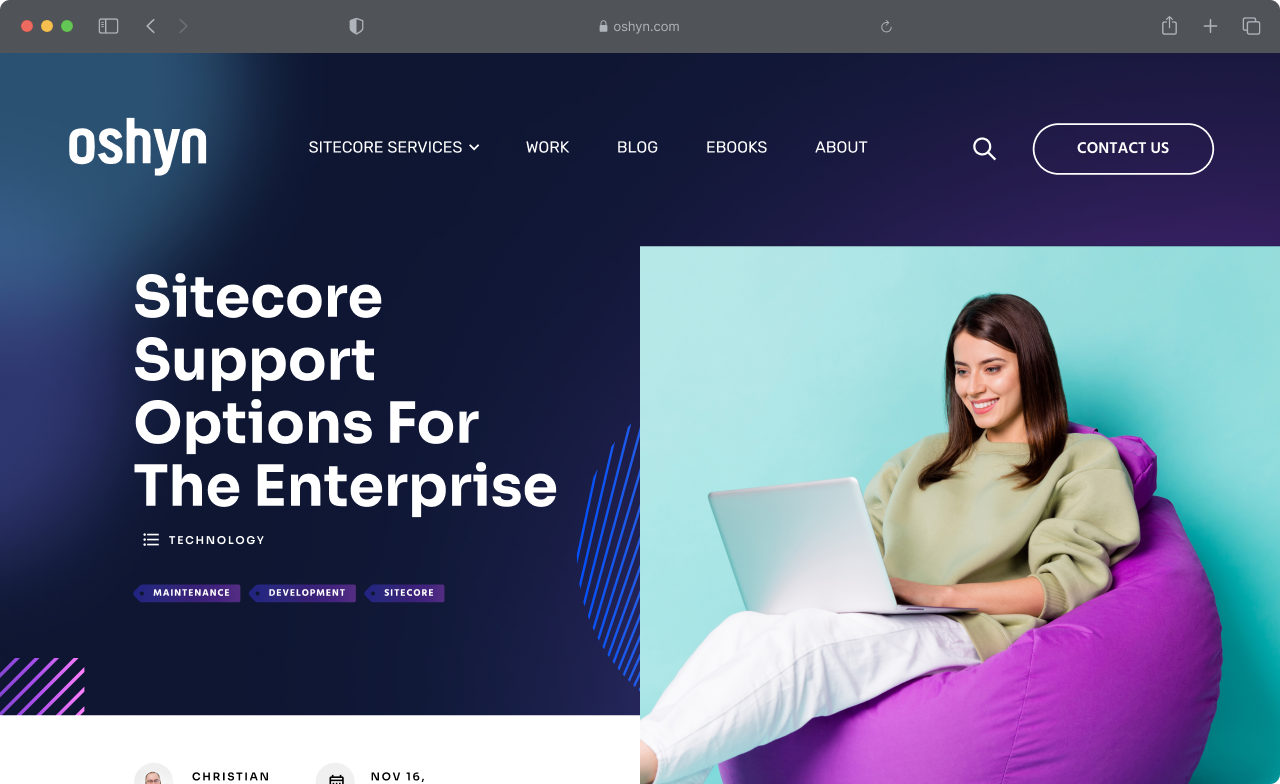 oshyn.com
oshyn
SITECORE SERVICES WORK BLOG EBOOKS ABOUT CONTACT US
Sitecore
Support
Options For
The Enterprise
TECHNOLOGY
MAINTENANCE DEVELOPMENT SITECORE
CHRISTIAN NOV 16,